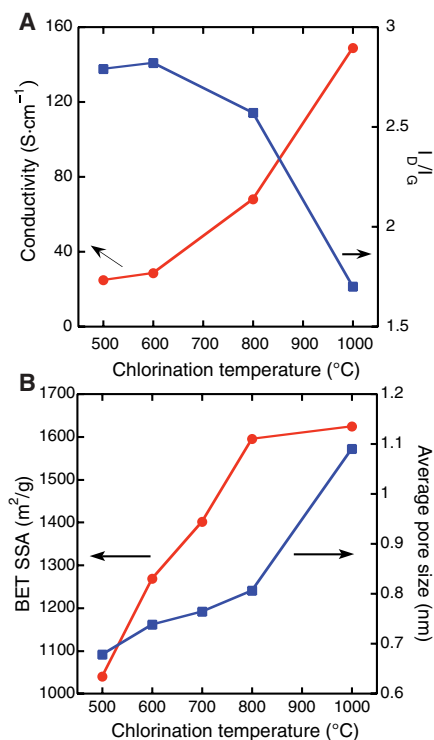 A
160
140
80
40
0
Conductivity (S·cm⁻¹)
3
2.5
2
1.5
I_D/I_G
500 600 700 800 900 1000
Chlorination temperature (°C)
B
1700
1600
1500
1400
1300
1200
1100
1000
BET SSA (m²/g)
1.2
1.1
1
0.9
0.8
0.7
0.6
Average pore size (nm)
500 600 700 800 900 1000
Chlorination temperature (°C)